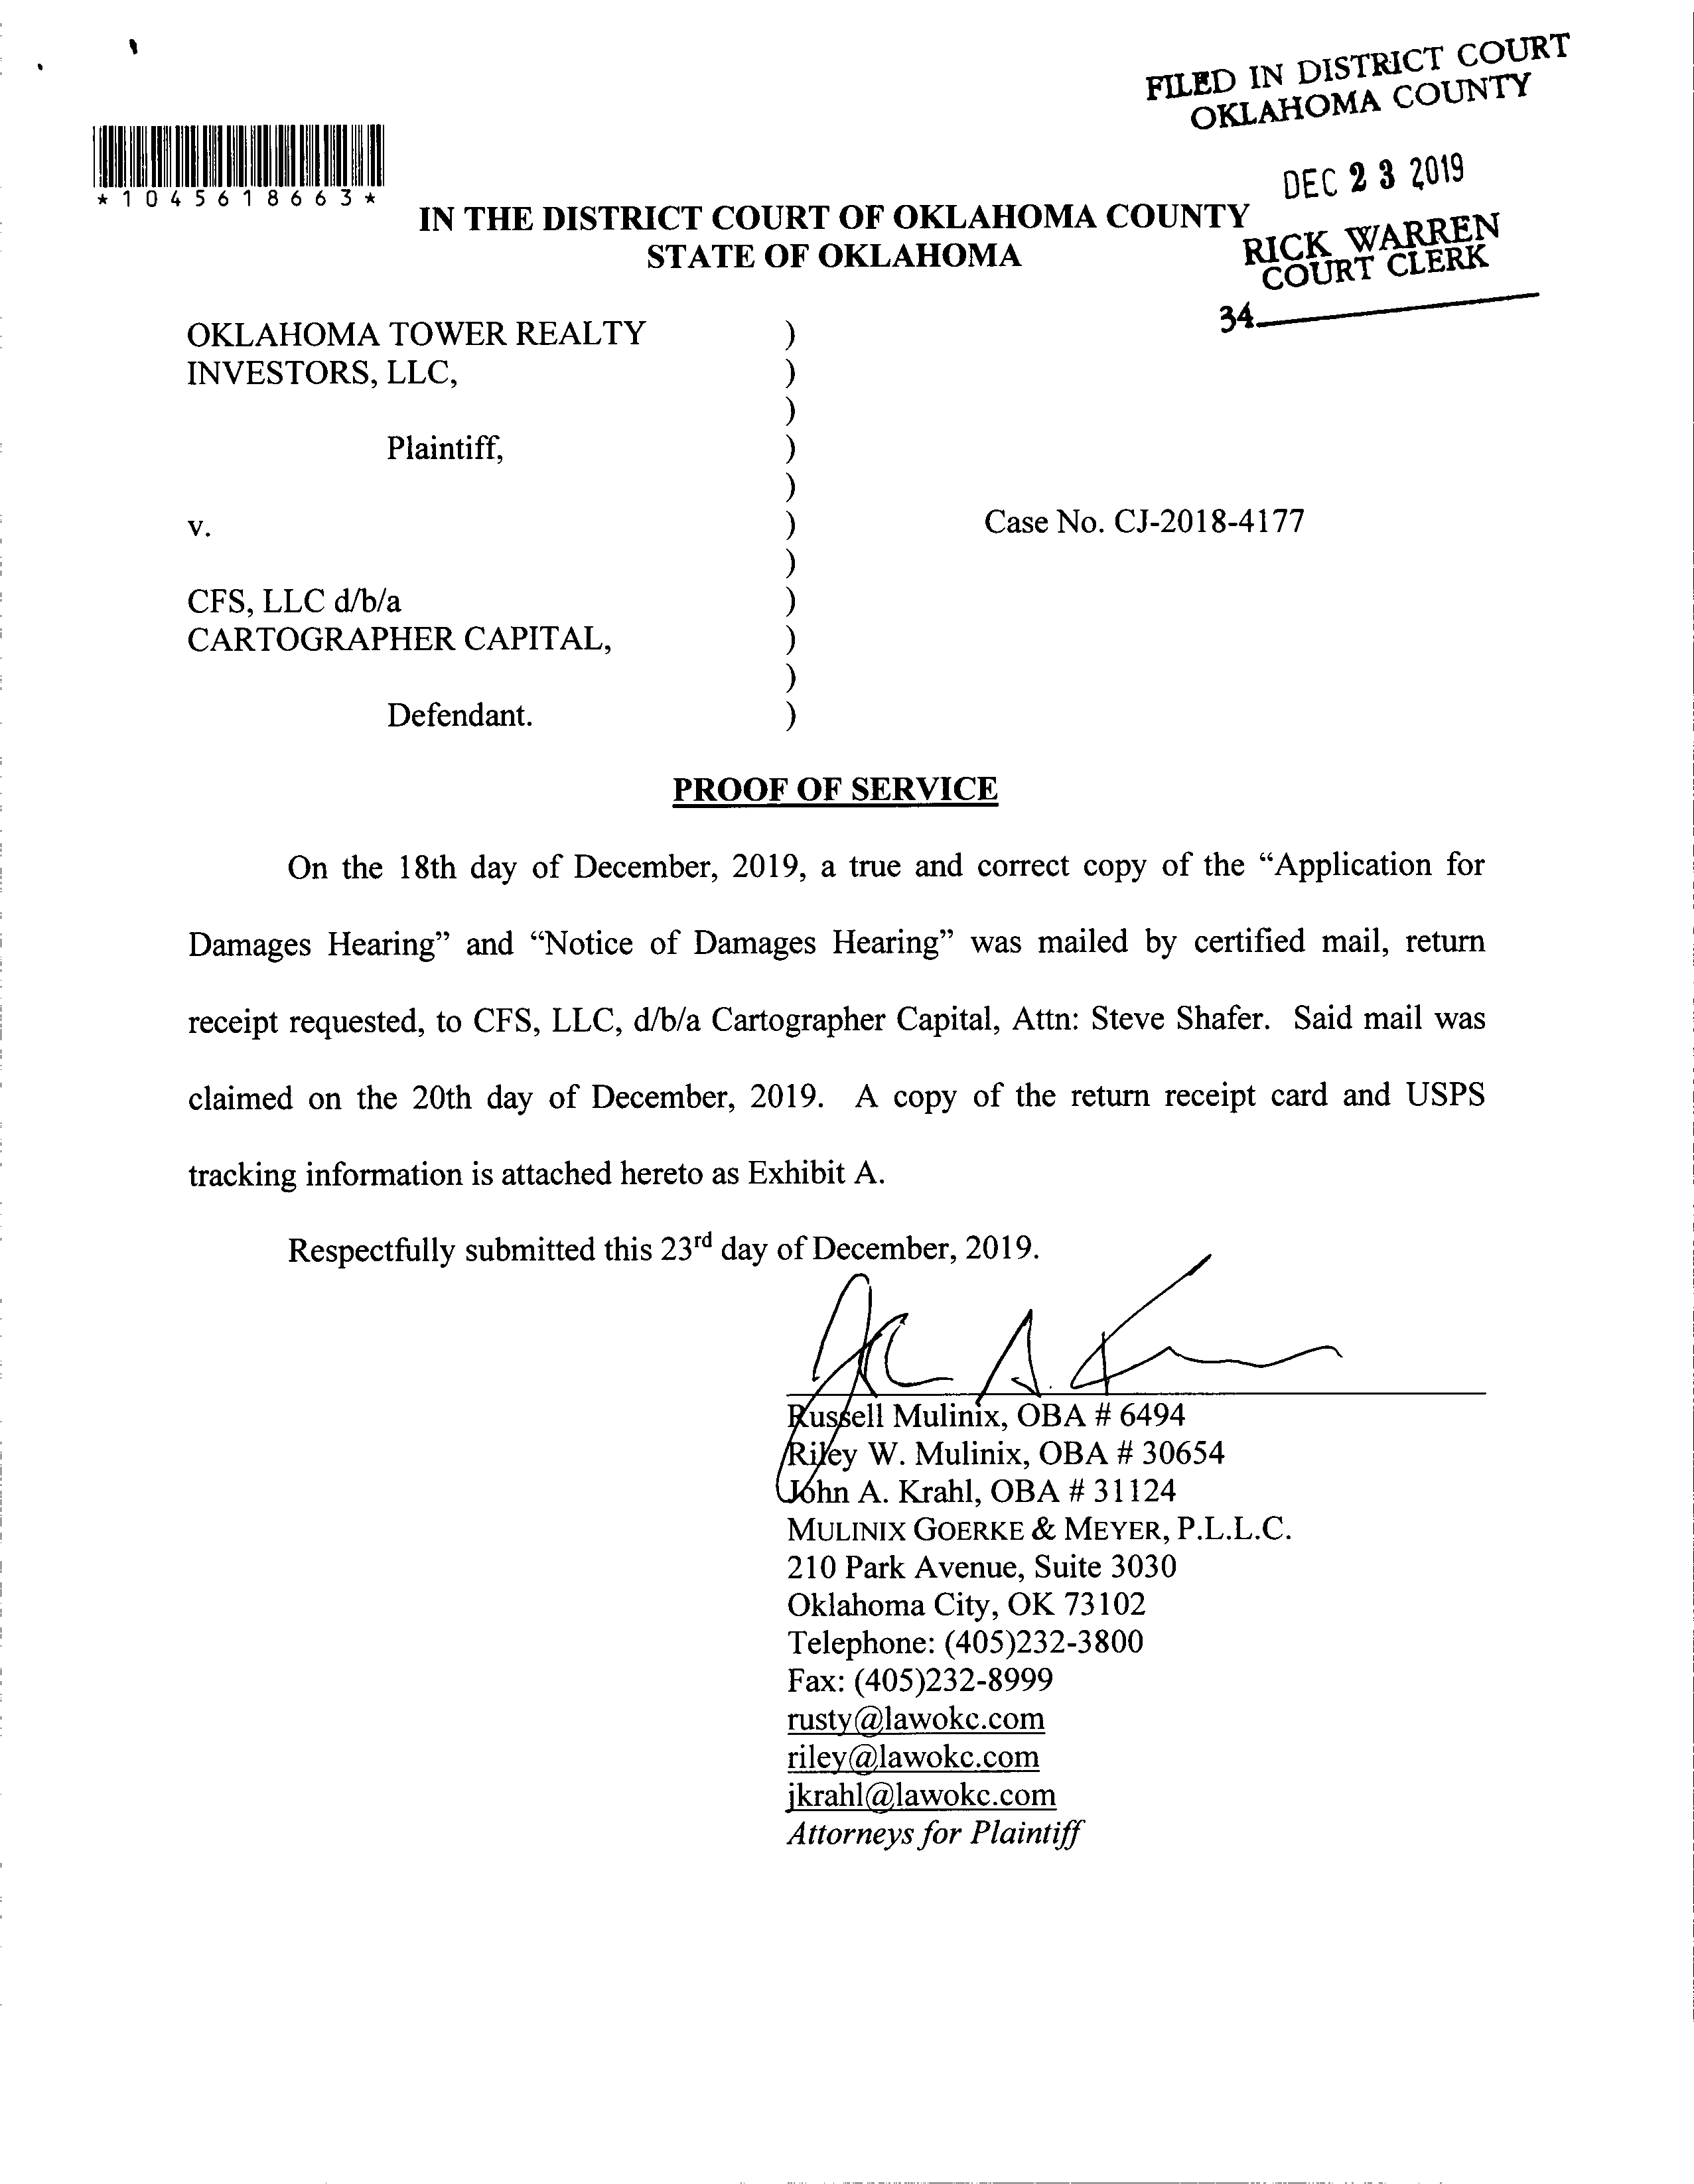 FILED IN DISTRICT COURT
OKLAHOMA COUNTY
DEC 23 2019
RICK WARREN
COURT CLERK
34
*1045618663*
IN THE DISTRICT COURT OF OKLAHOMA COUNTY
STATE OF OKLAHOMA
OKLAHOMA TOWER REALTY )
INVESTORS, LLC, )
)
Plaintiff, )
)
v. ) Case No. CJ-2018-4177
)
CFS, LLC d/b/a )
CARTOGRAPHER CAPITAL, )
)
Defendant. )
PROOF OF SERVICE
On the 18th day of December, 2019, a true and correct copy of the “Application for
Damages Hearing” and “Notice of Damages Hearing” was mailed by certified mail, return
receipt requested, to CFS, LLC, d/b/a Cartographer Capital, Attn: Steve Shafer. Said mail was
claimed on the 20th day of December, 2019. A copy of the return receipt card and USPS
tracking information is attached hereto as Exhibit A.
Respectfully submitted this 23rd day of December, 2019.
Russell Mulinix, OBA # 6494
Riley W. Mulinix, OBA # 30654
John A. Krahl, OBA # 31124
MULINIX GOERKE & MEYER, P.L.L.C.
210 Park Avenue, Suite 3030
Oklahoma City, OK 73102
Telephone: (405)232-3800
Fax: (405)232-8999
rusty@lawokc.com
riley@lawokc.com
jkrahl@lawokc.com
Attorneys for Plaintiff